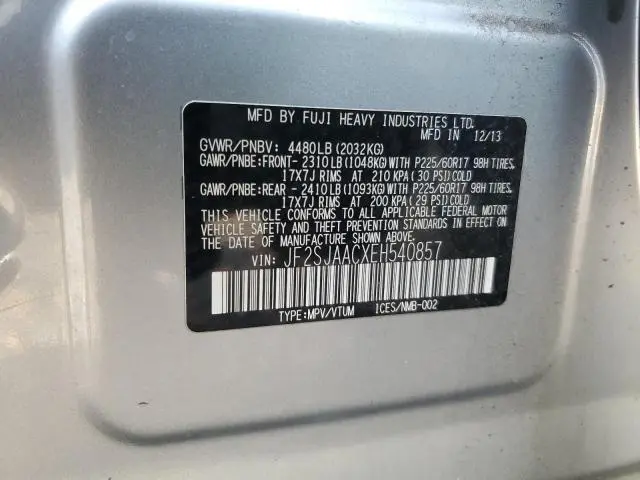 MFD BY FUJI HEAVY INDUSTRIES LTD.
MFD IN 12/13
GVWR/PNBV: 4480LB (2032KG)
GAWR/PNBE:FRONT- 2310LB(1048KG)WITH P225/60R17 98H TIRES,
17X7J RIMS AT 210 KPA(30 PSI)COLD
GAWR/PNBE:REAR - 2410LB(1093KG)WITH P225/60R17 98H TIRES,
17X7J RIMS AT 200 KPA(29 PSI)COLD
THIS VEHICLE CONFORMS TO ALL APPLICABLE FEDERAL MOTOR
VEHICLE SAFETY AND THEFT PREVENTION STANDARDS IN
EFFECT ON THE DATE OF MANUFACTURE SHOWN ABOVE.
VIN: JF2SJAACXEH540857
TYPE:MPV/VTUM ICES/NMB-002